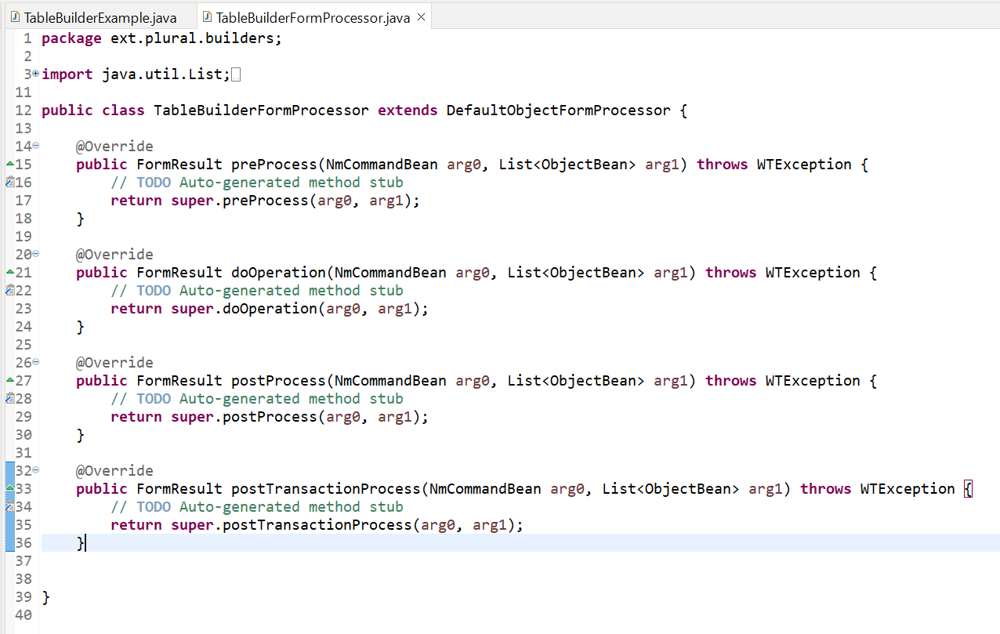 TableBuilderExample.java TableBuilderFormProcessor.java
1 package ext.plural.builders;
2
3 import java.util.List;
11
12 public class TableBuilderFormProcessor extends DefaultObjectFormProcessor {
13
14     @Override
15     public FormResult preProcess(NmCommandBean arg0, List<ObjectBean> arg1) throws WTException {
16         // TODO Auto-generated method stub
17         return super.preProcess(arg0, arg1);
18     }
19
20     @Override
21     public FormResult doOperation(NmCommandBean arg0, List<ObjectBean> arg1) throws WTException {
22         // TODO Auto-generated method stub
23         return super.doOperation(arg0, arg1);
24     }
25
26     @Override
27     public FormResult postProcess(NmCommandBean arg0, List<ObjectBean> arg1) throws WTException {
28         // TODO Auto-generated method stub
29         return super.postProcess(arg0, arg1);
30     }
31
32     @Override
33     public FormResult postTransactionProcess(NmCommandBean arg0, List<ObjectBean> arg1) throws WTException {
34         // TODO Auto-generated method stub
35         return super.postTransactionProcess(arg0, arg1);
36     }
37
38
39 }
40